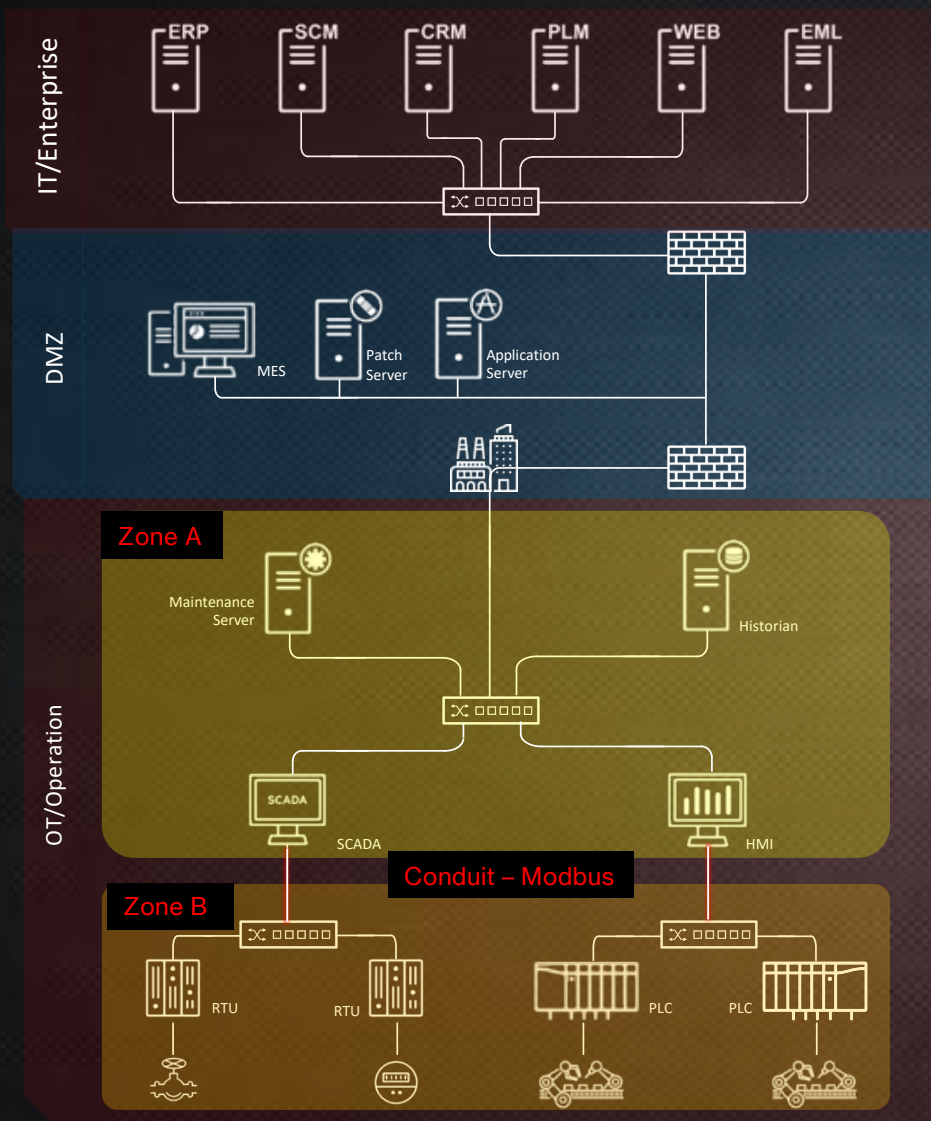 IT/Enterprise
ERP
SCM
CRM
PLM
WEB
EML
DMZ
MES
Patch
Server
Application
Server
OT/Operation
Zone A
Maintenance
Server
Historian
SCADA
SCADA
HMI
Conduit – Modbus
Zone B
RTU
RTU
PLC
PLC